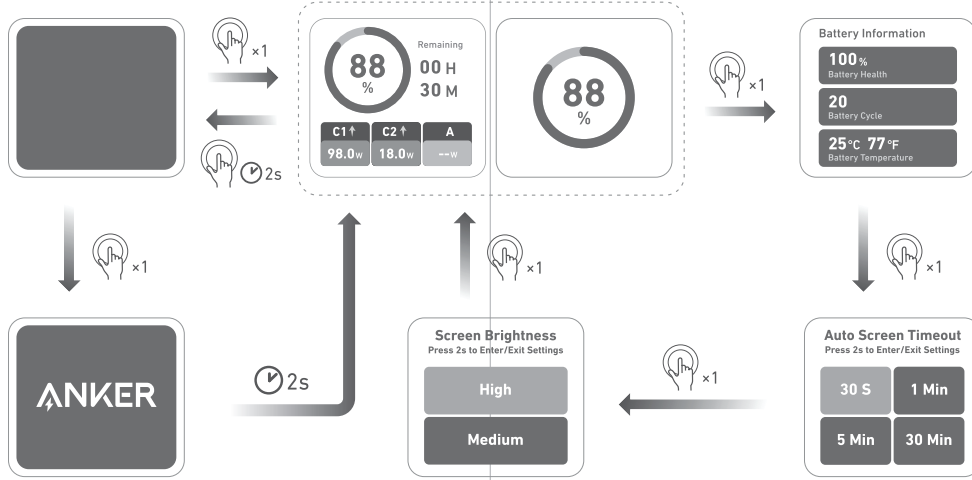 ×1
2s
88
%
Remaining
00 H
30 M
C1↑ C2↑ A
98.0w 18.0w --w
88
%
×1
Battery Information
100%
Battery Health
20
Battery Cycle
25°C 77°F
Battery Temperature
×1
×1
×1
ANKER
2s
Screen Brightness
Press 2s to Enter/Exit Settings
High
Medium
×1
Auto Screen Timeout
Press 2s to Enter/Exit Settings
30 S 1 Min
5 Min 30 Min